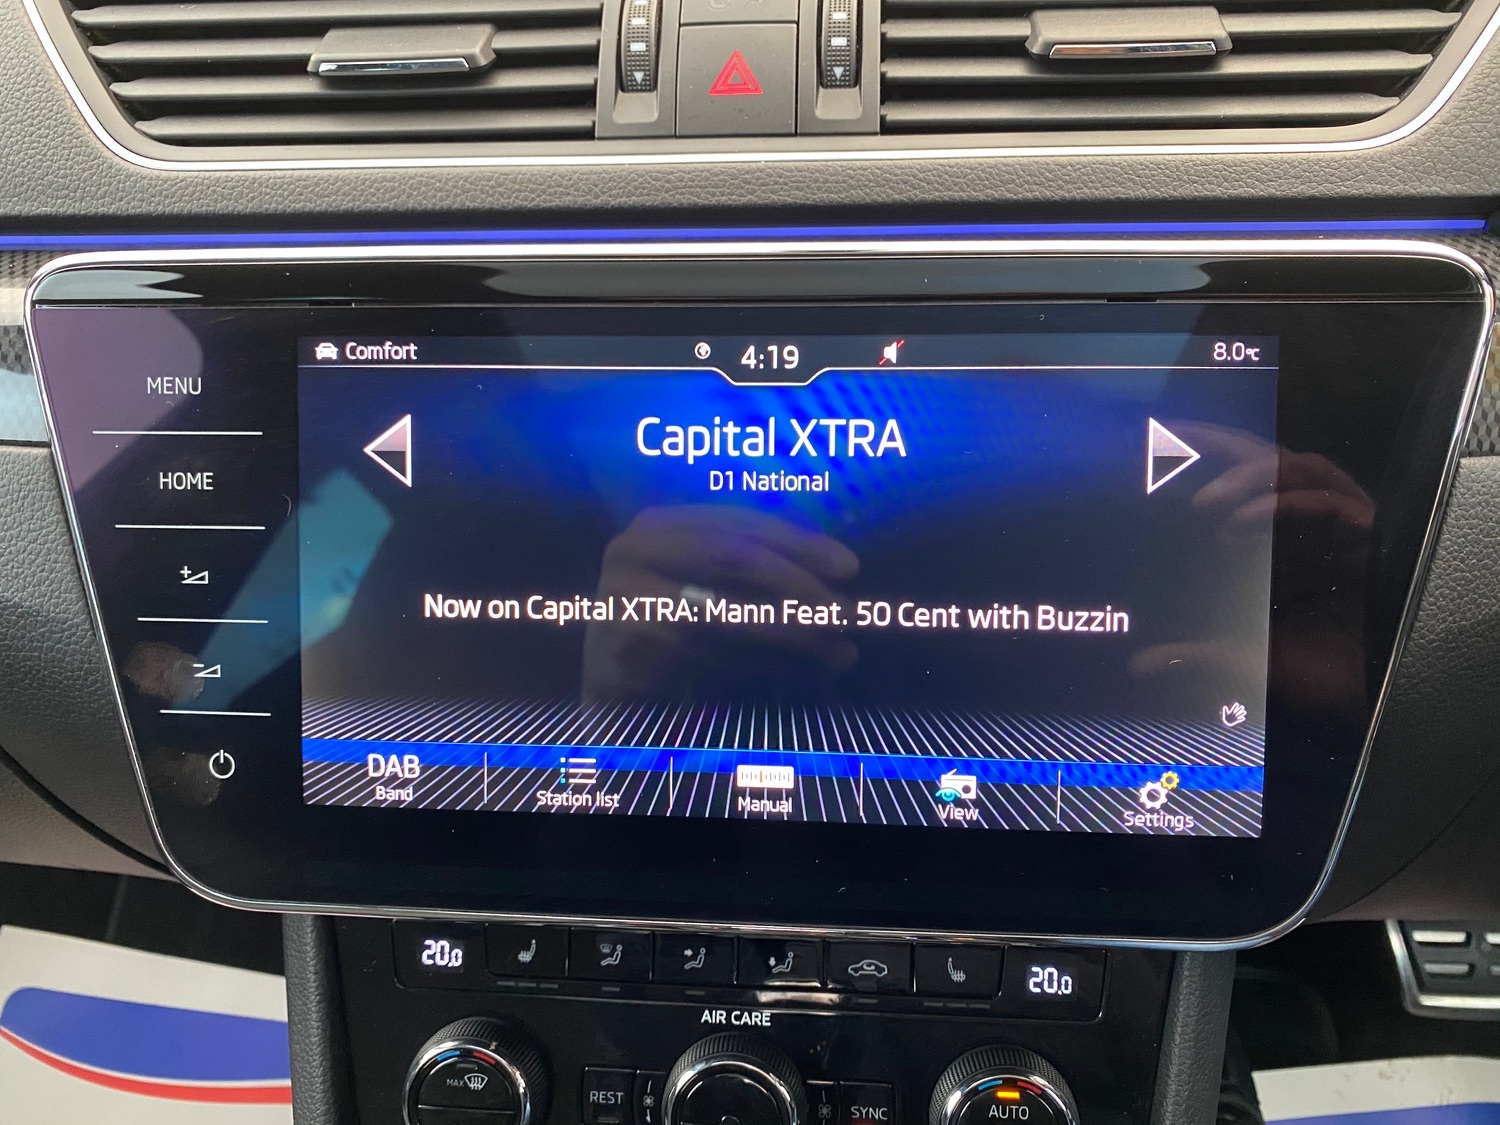 Comfort 4:19 8.0°C
MENU
Capital XTRA
D1 National
HOME
Now on Capital XTRA: Mann Feat. 50 Cent with Buzzin
DAB
Band
Station list
Manual
View
Settings
20.0
20.0
AIR CARE
MAX
REST
SYNC
AUTO